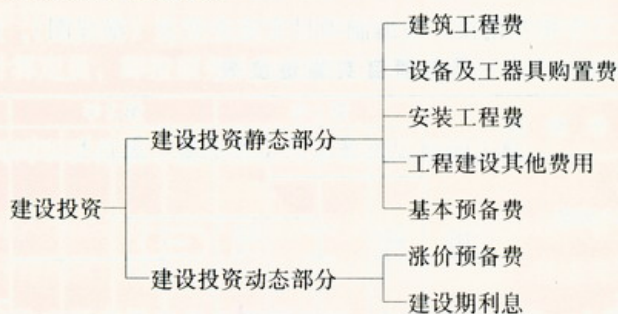 建筑工程费
设备及工器具购置费
安装工程费
建设投资静态部分
工程建设其他费用
建设投资
基本预备费
涨价预备费
建设投资动态部分
建设期利息